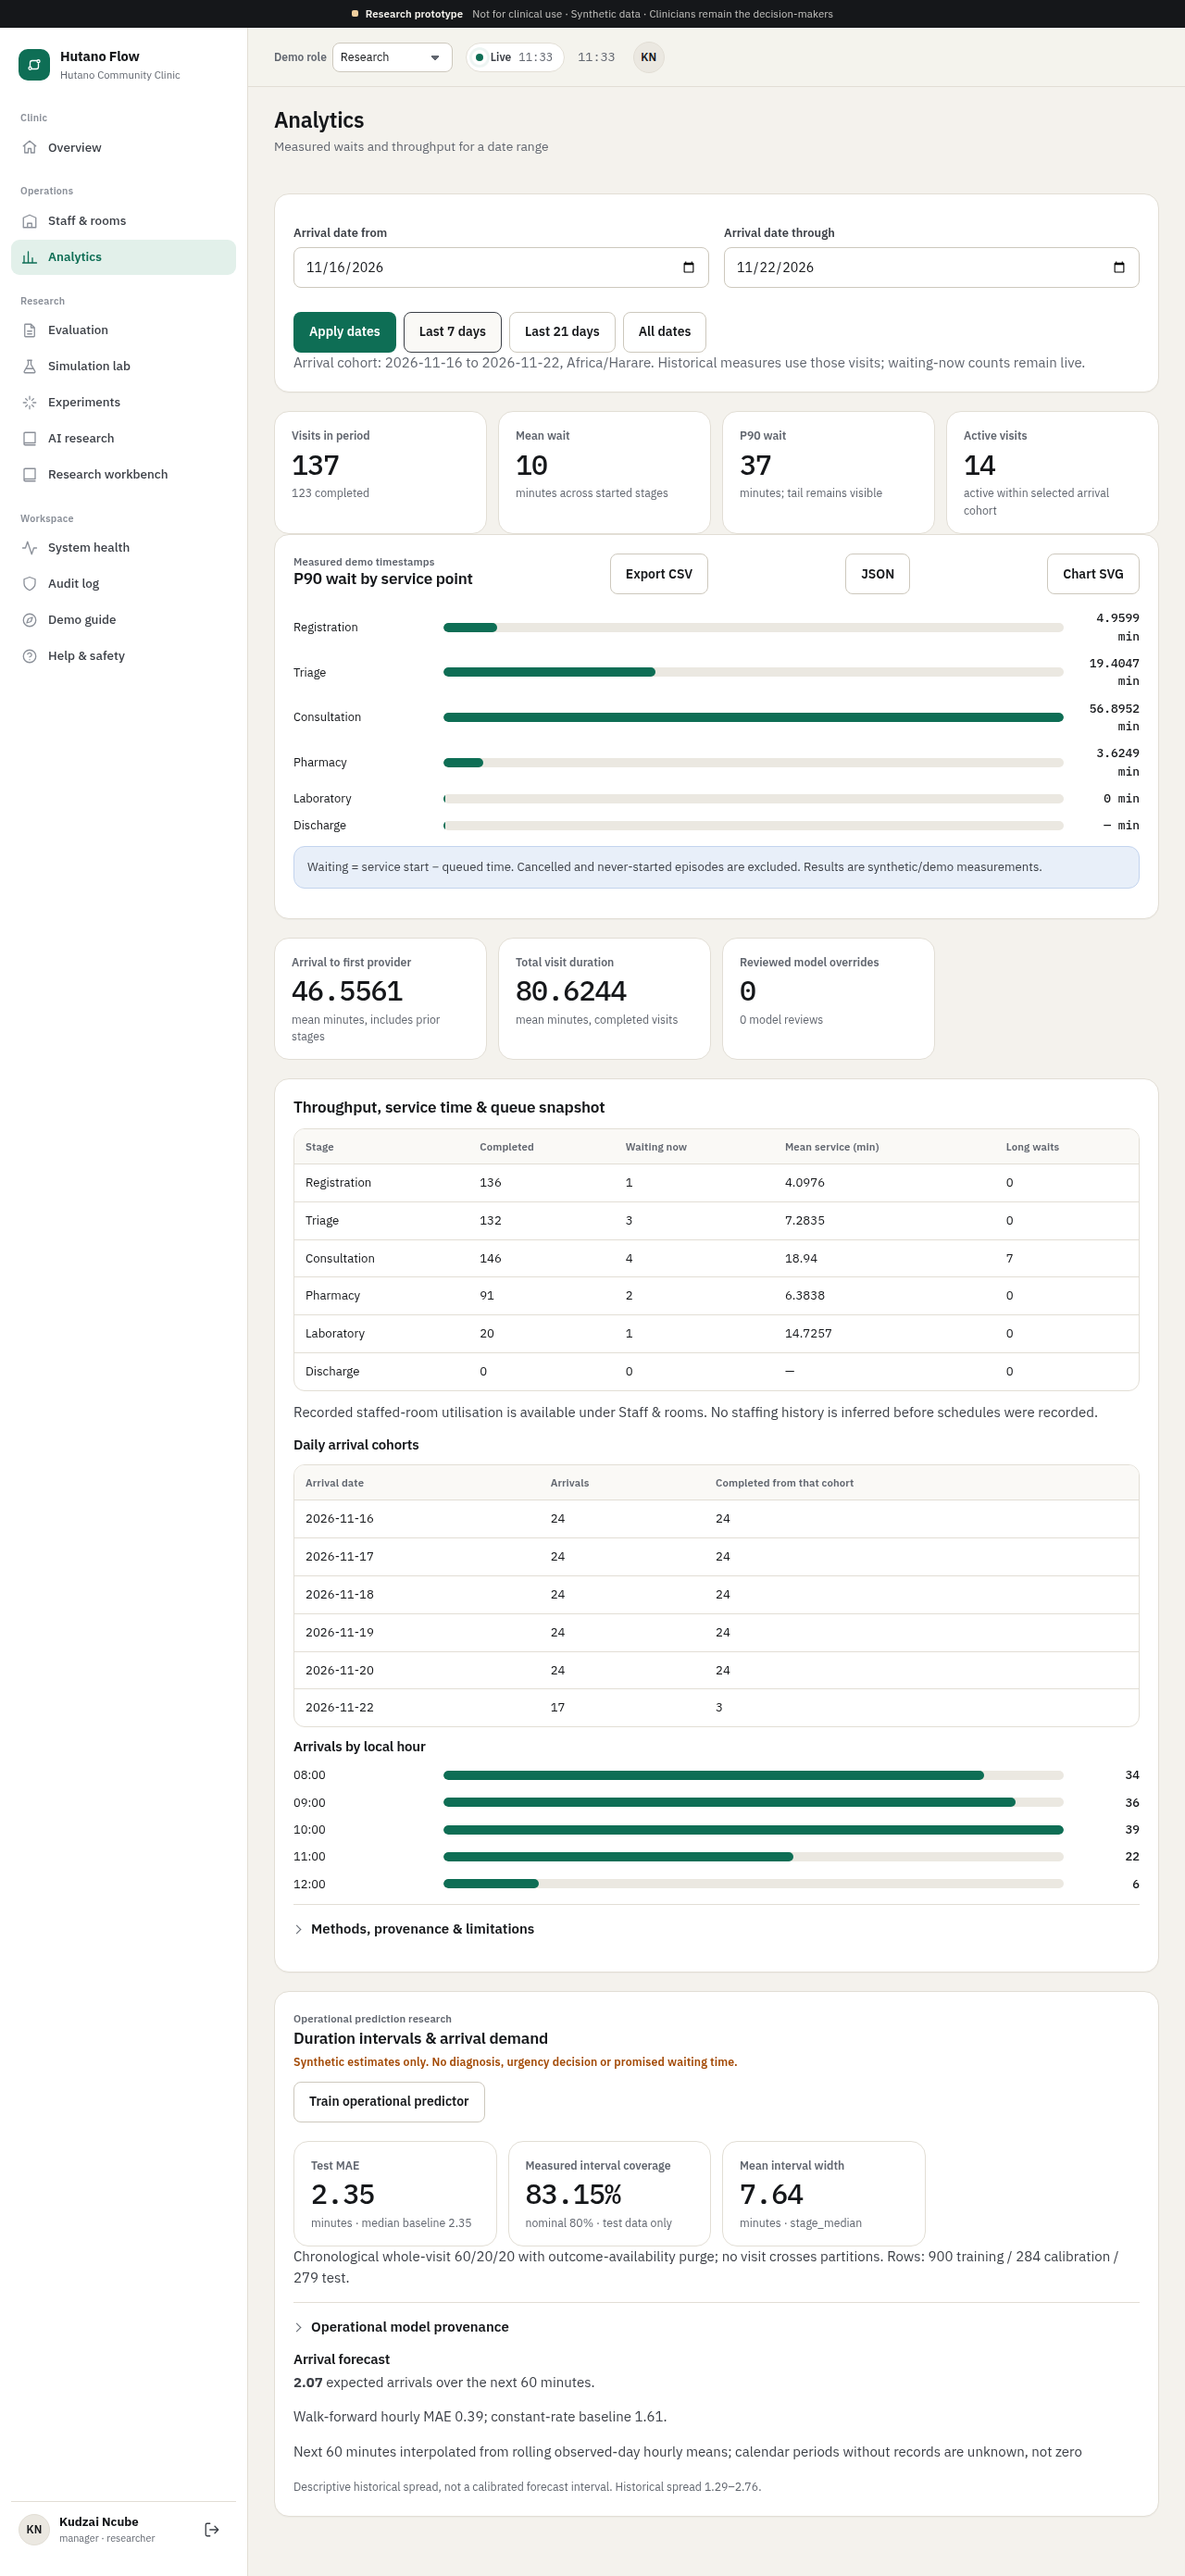 Research prototype Not for clinical use · Synthetic data · Clinicians remain the decision-makers
Hutano Flow
Hutano Community Clinic
Clinic
Overview
Operations
Staff & rooms
Analytics
Research
Evaluation
Simulation lab
Experiments
AI research
Research workbench
Workspace
System health
Audit log
Demo guide
Help & safety
KN
Kudzai Ncube
manager · researcher
Demo role Research Live 11:33 11:33 KN
Analytics
Measured waits and throughput for a date range
Arrival date from Arrival date through
11/16/2026 11/22/2026
Apply dates Last 7 days Last 21 days All dates
Arrival cohort: 2026-11-16 to 2026-11-22, Africa/Harare. Historical measures use those visits; waiting-now counts remain live.
Visits in period
137
123 completed
Mean wait
10
minutes across started stages
P90 wait
37
minutes; tail remains visible
Active visits
14
active within selected arrival
cohort
Measured demo timestamps
P90 wait by service point
Export CSV JSON Chart SVG
Registration 4.9599
min
Triage 19.4047
min
Consultation 56.8952
min
Pharmacy 3.6249
min
Laboratory 0 min
Discharge — min
Waiting = service start − queued time. Cancelled and never-started episodes are excluded. Results are synthetic/demo measurements.
Arrival to first provider
46.5561
mean minutes, includes prior
stages
Total visit duration
80.6244
mean minutes, completed visits
Reviewed model overrides
0
0 model reviews
Throughput, service time & queue snapshot
Stage Completed Waiting now Mean service (min) Long waits
Registration 136 1 4.0976 0
Triage 132 3 7.2835 0
Consultation 146 4 18.94 7
Pharmacy 91 2 6.3838 0
Laboratory 20 1 14.7257 0
Discharge 0 0 — 0
Recorded staffed-room utilisation is available under Staff & rooms. No staffing history is inferred before schedules were recorded.
Daily arrival cohorts
Arrival date Arrivals Completed from that cohort
2026-11-16 24 24
2026-11-17 24 24
2026-11-18 24 24
2026-11-19 24 24
2026-11-20 24 24
2026-11-22 17 3
Arrivals by local hour
08:00 34
09:00 36
10:00 39
11:00 22
12:00 6
Methods, provenance & limitations
Operational prediction research
Duration intervals & arrival demand
Synthetic estimates only. No diagnosis, urgency decision or promised waiting time.
Train operational predictor
Test MAE
2.35
minutes · median baseline 2.35
Measured interval coverage
83.15%
nominal 80% · test data only
Mean interval width
7.64
minutes · stage_median
Chronological whole-visit 60/20/20 with outcome-availability purge; no visit crosses partitions. Rows: 900 training / 284 calibration /
279 test.
Operational model provenance
Arrival forecast
2.07 expected arrivals over the next 60 minutes.
Walk-forward hourly MAE 0.39; constant-rate baseline 1.61.
Next 60 minutes interpolated from rolling observed-day hourly means; calendar periods without records are unknown, not zero
Descriptive historical spread, not a calibrated forecast interval. Historical spread 1.29–2.76.